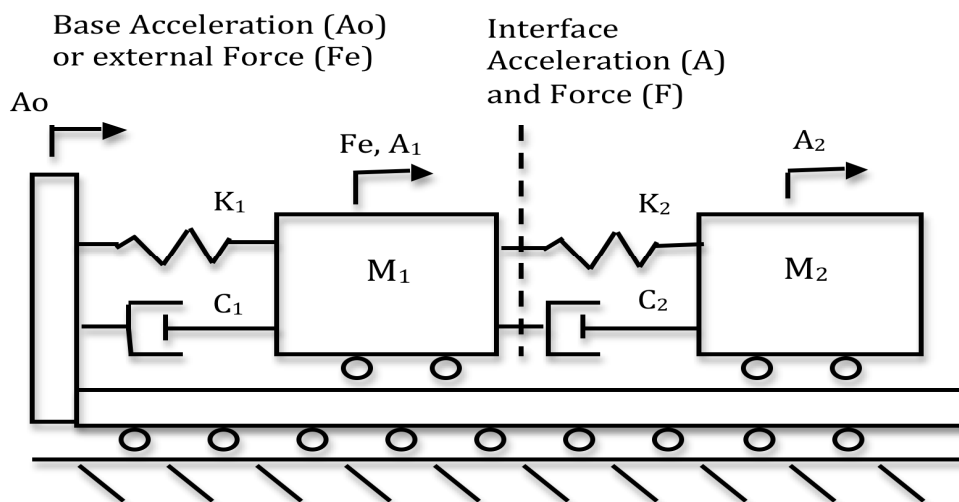 Base Acceleration (Ao)
or external Force (Fe)
Interface
Acceleration (A)
and Force (F)
Ao
Fe, A₁
A₂
K₁
K₂
M₁
M₂
C₁
C₂